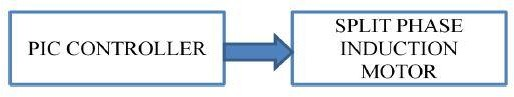 PIC CONTROLLER
SPLIT PHASE
INDUCTION
MOTOR